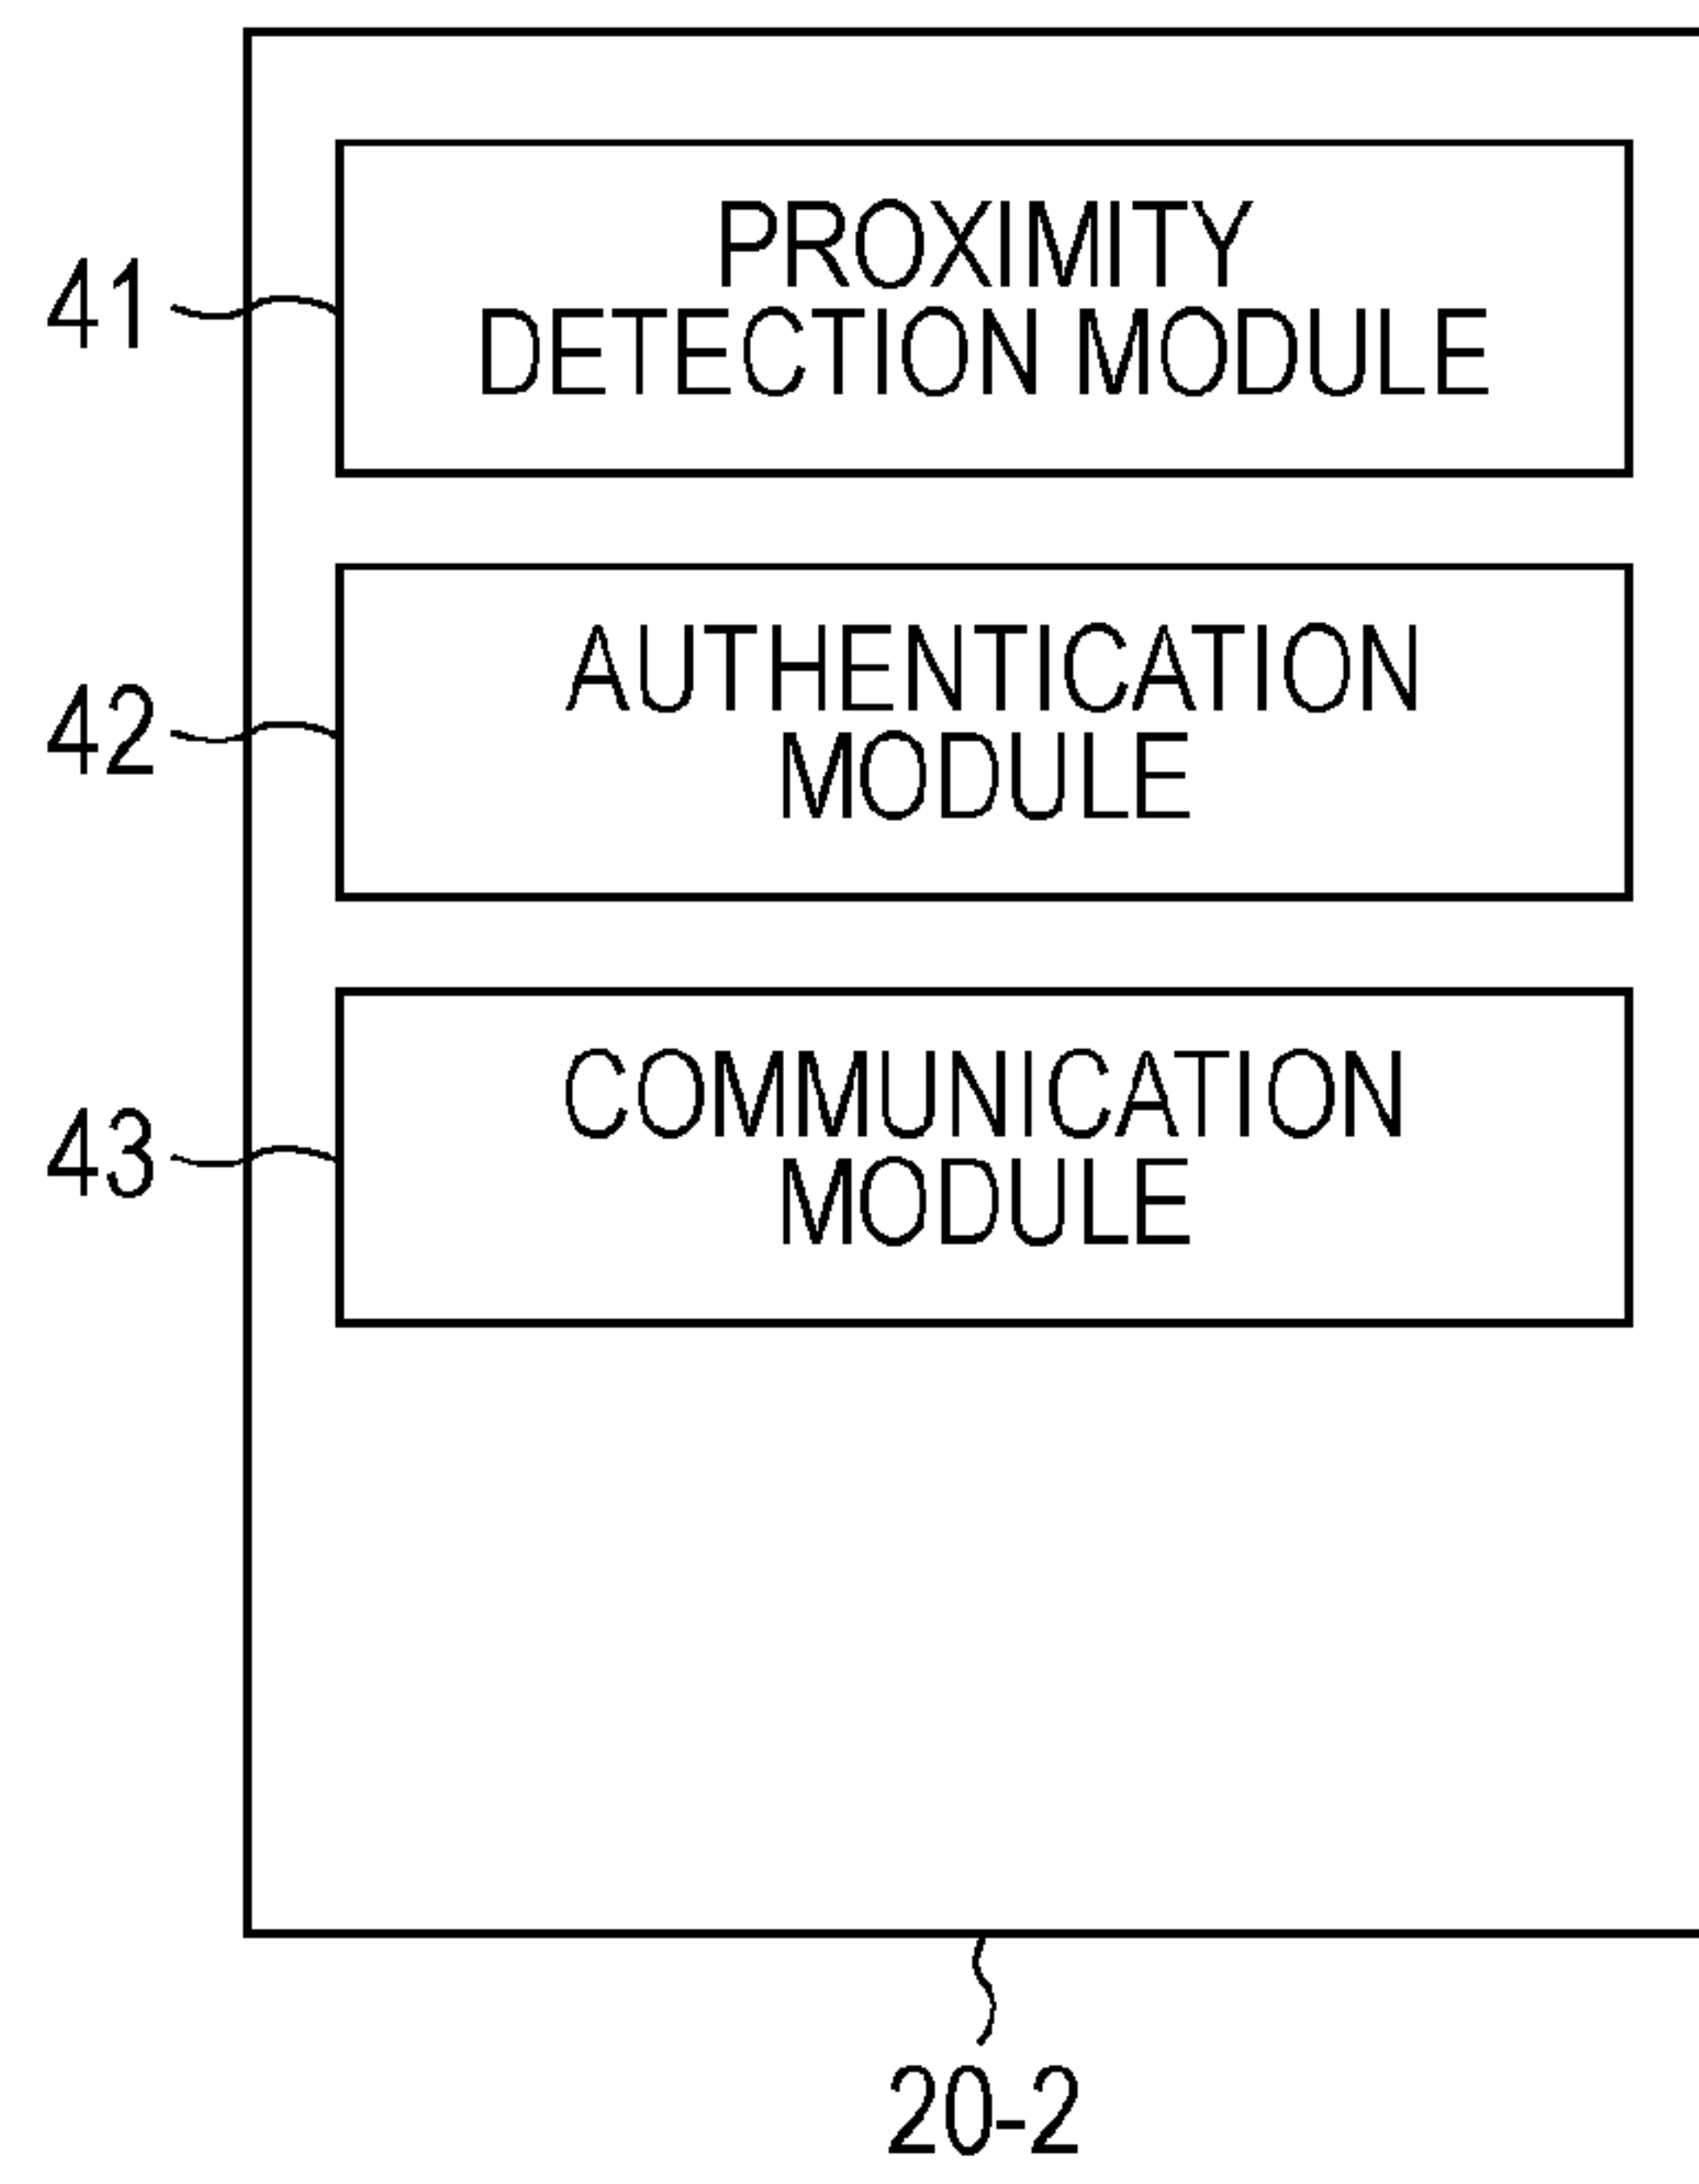 PROXIMITY
41 DETECTION MODULE
AUTHENTICATION
42 MODULE
COMMUNICATION
43 MODULE
20-2